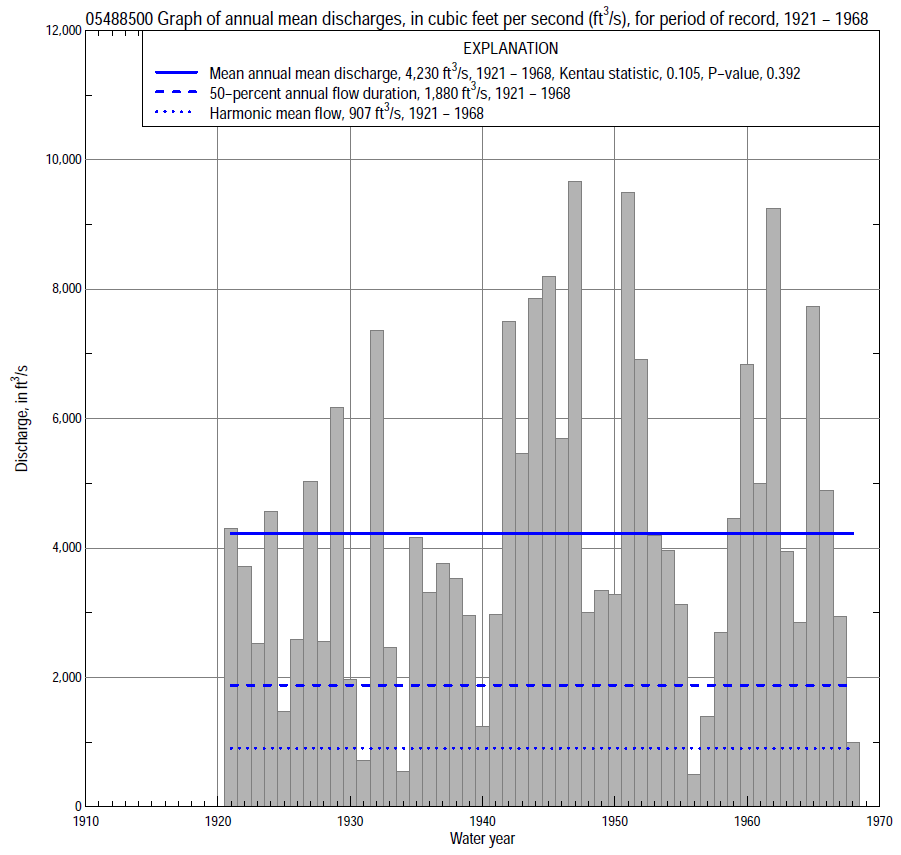 05488500 Graph of annual mean discharges, in cubic feet per second (ft³/s), for period of record, 1921 – 1968
EXPLANATION
Mean annual mean discharge, 4,230 ft³/s, 1921 – 1968, Kentau statistic, 0.105, P–value, 0.392
50–percent annual flow duration, 1,880 ft³/s, 1921 – 1968
Harmonic mean flow, 907 ft³/s, 1921 – 1968
12,000
10,000
8,000
6,000
4,000
2,000
0
Discharge, in ft³/s
1910 1920 1930 1940 1950 1960 1970
Water year